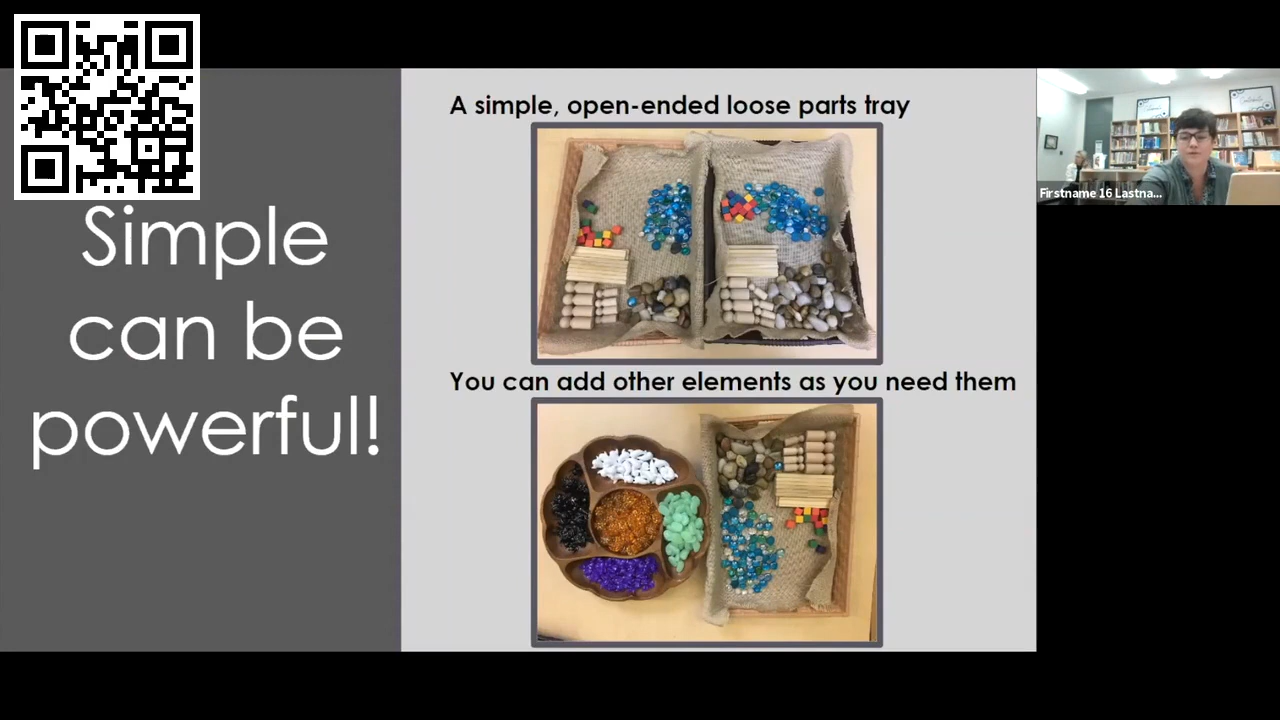 Simple
can be
powerful!
A simple, open-ended loose parts tray
You can add other elements as you need them
Firstname 16 Lastna...